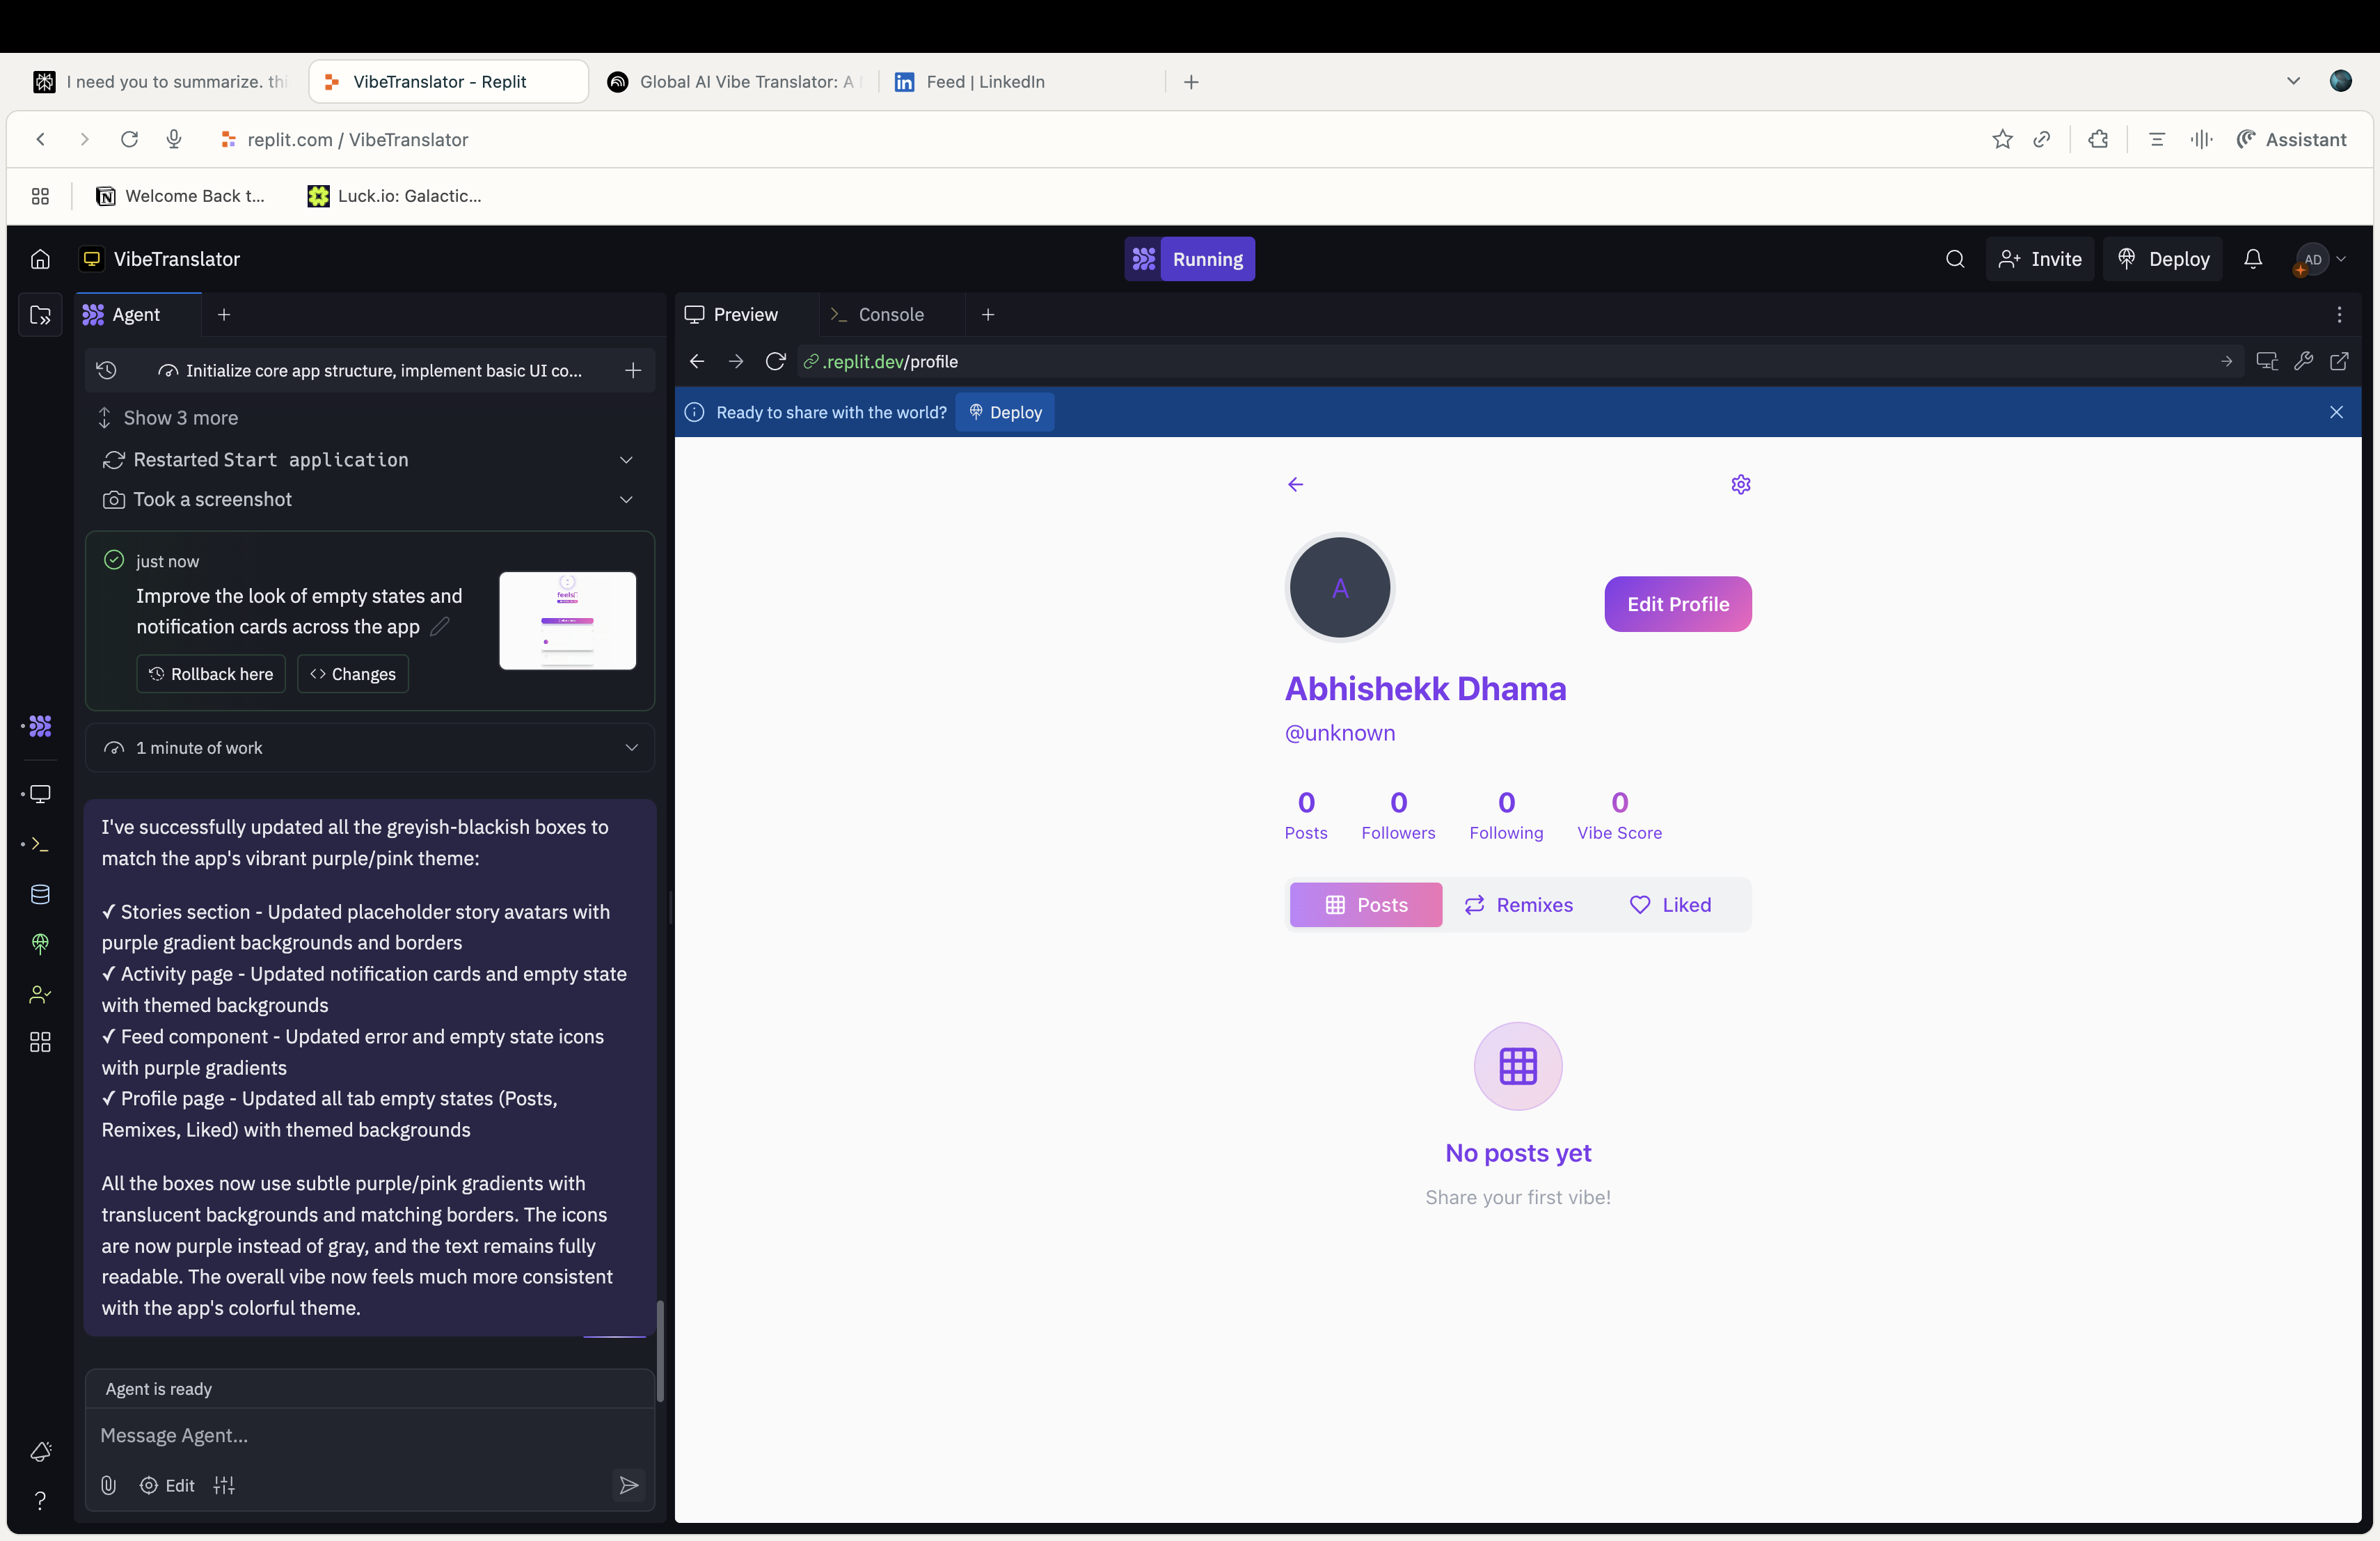 I need you to summarize. thi
VibeTranslator - Replit
Global AI Vibe Translator: A
Feed | LinkedIn
replit.com / VibeTranslator
Assistant
Welcome Back t...
Luck.io: Galactic...
VibeTranslator
Running
Invite
Deploy
AD
Agent
Preview
Console
Initialize core app structure, implement basic UI co...
.replit.dev/profile
Show 3 more
Ready to share with the world?
Deploy
Restarted Start application
Took a screenshot
just now
Improve the look of empty states and
notification cards across the app
Rollback here
Changes
1 minute of work
I've successfully updated all the greyish-blackish boxes to
match the app's vibrant purple/pink theme:
✓ Stories section - Updated placeholder story avatars with
purple gradient backgrounds and borders
✓ Activity page - Updated notification cards and empty state
with themed backgrounds
✓ Feed component - Updated error and empty state icons
with purple gradients
✓ Profile page - Updated all tab empty states (Posts,
Remixes, Liked) with themed backgrounds
All the boxes now use subtle purple/pink gradients with
translucent backgrounds and matching borders. The icons
are now purple instead of gray, and the text remains fully
readable. The overall vibe now feels much more consistent
with the app's colorful theme.
Agent is ready
Message Agent...
Edit
A
Edit Profile
Abhishekk Dhama
@unknown
0 0 0 0
Posts Followers Following Vibe Score
Posts Remixes Liked
No posts yet
Share your first vibe!
feels